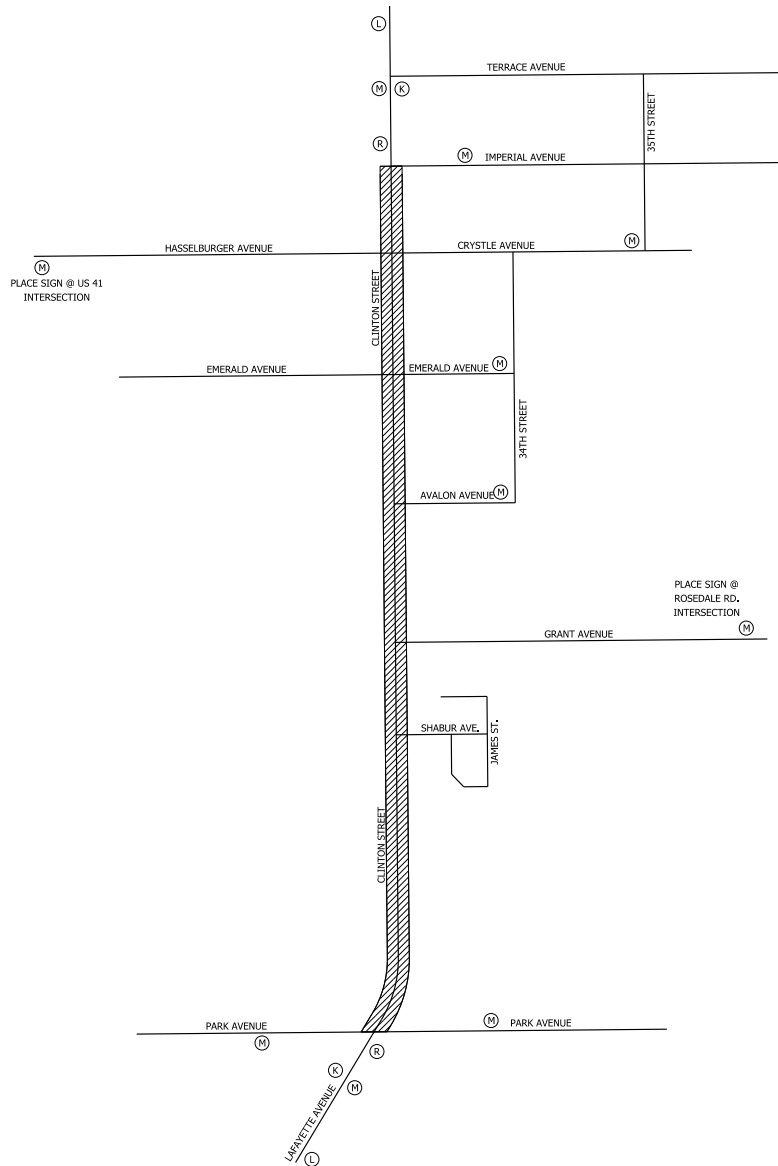 L
TERRACE AVENUE
M K
35TH STREET
R
M IMPERIAL AVENUE
HASSELBURGER AVENUE
CRYSTLE AVENUE
M
M
PLACE SIGN @ US 41
INTERSECTION
CLINTON STREET
EMERALD AVENUE
EMERALD AVENUE M
34TH STREET
AVALON AVENUE M
PLACE SIGN @
ROSEDALE RD.
INTERSECTION
GRANT AVENUE
M
SHABUR AVE.
JAMES ST.
CLINTON STREET
PARK AVENUE
M
M PARK AVENUE
R
K
M
LAFAYETTE AVENUE
L